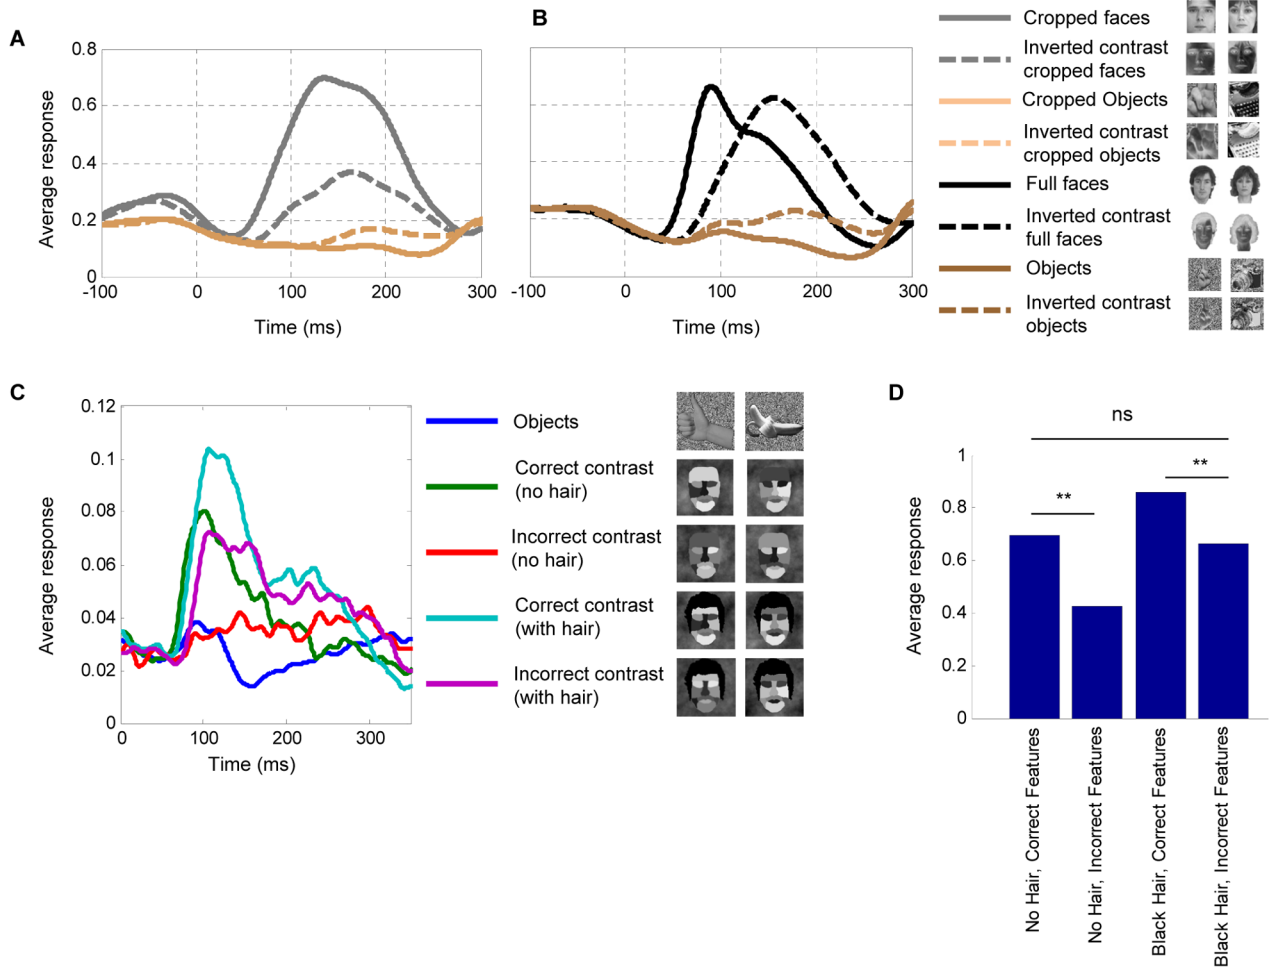 A
0.8
0.6
0.4
0.2
0
-100
0
100
200
300
Average response
Time (ms)
B
-100
0
100
200
300
Time (ms)
Cropped faces
Inverted contrast
cropped faces
Cropped Objects
Inverted contrast
cropped objects
Full faces
Inverted contrast
full faces
Objects
Inverted contrast
objects
C
0.12
0.1
0.08
0.06
0.04
0.02
0
0
100
200
300
Average response
Time (ms)
Objects
Correct contrast
(no hair)
Incorrect contrast
(no hair)
Correct contrast
(with hair)
Incorrect contrast
(with hair)
D
ns
**
**
1
0.8
0.6
0.4
0.2
0
Average response
No Hair, Correct Features
No Hair, Incorrect Features
Black Hair, Correct Features
Black Hair, Incorrect Features